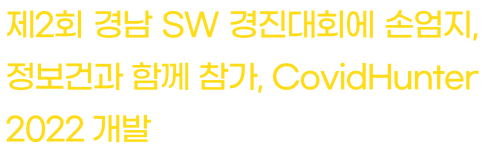 제2회 경남 SW 경진대회에 손엄지,
정보건과 함께 참가, CovidHunter
2022 개발